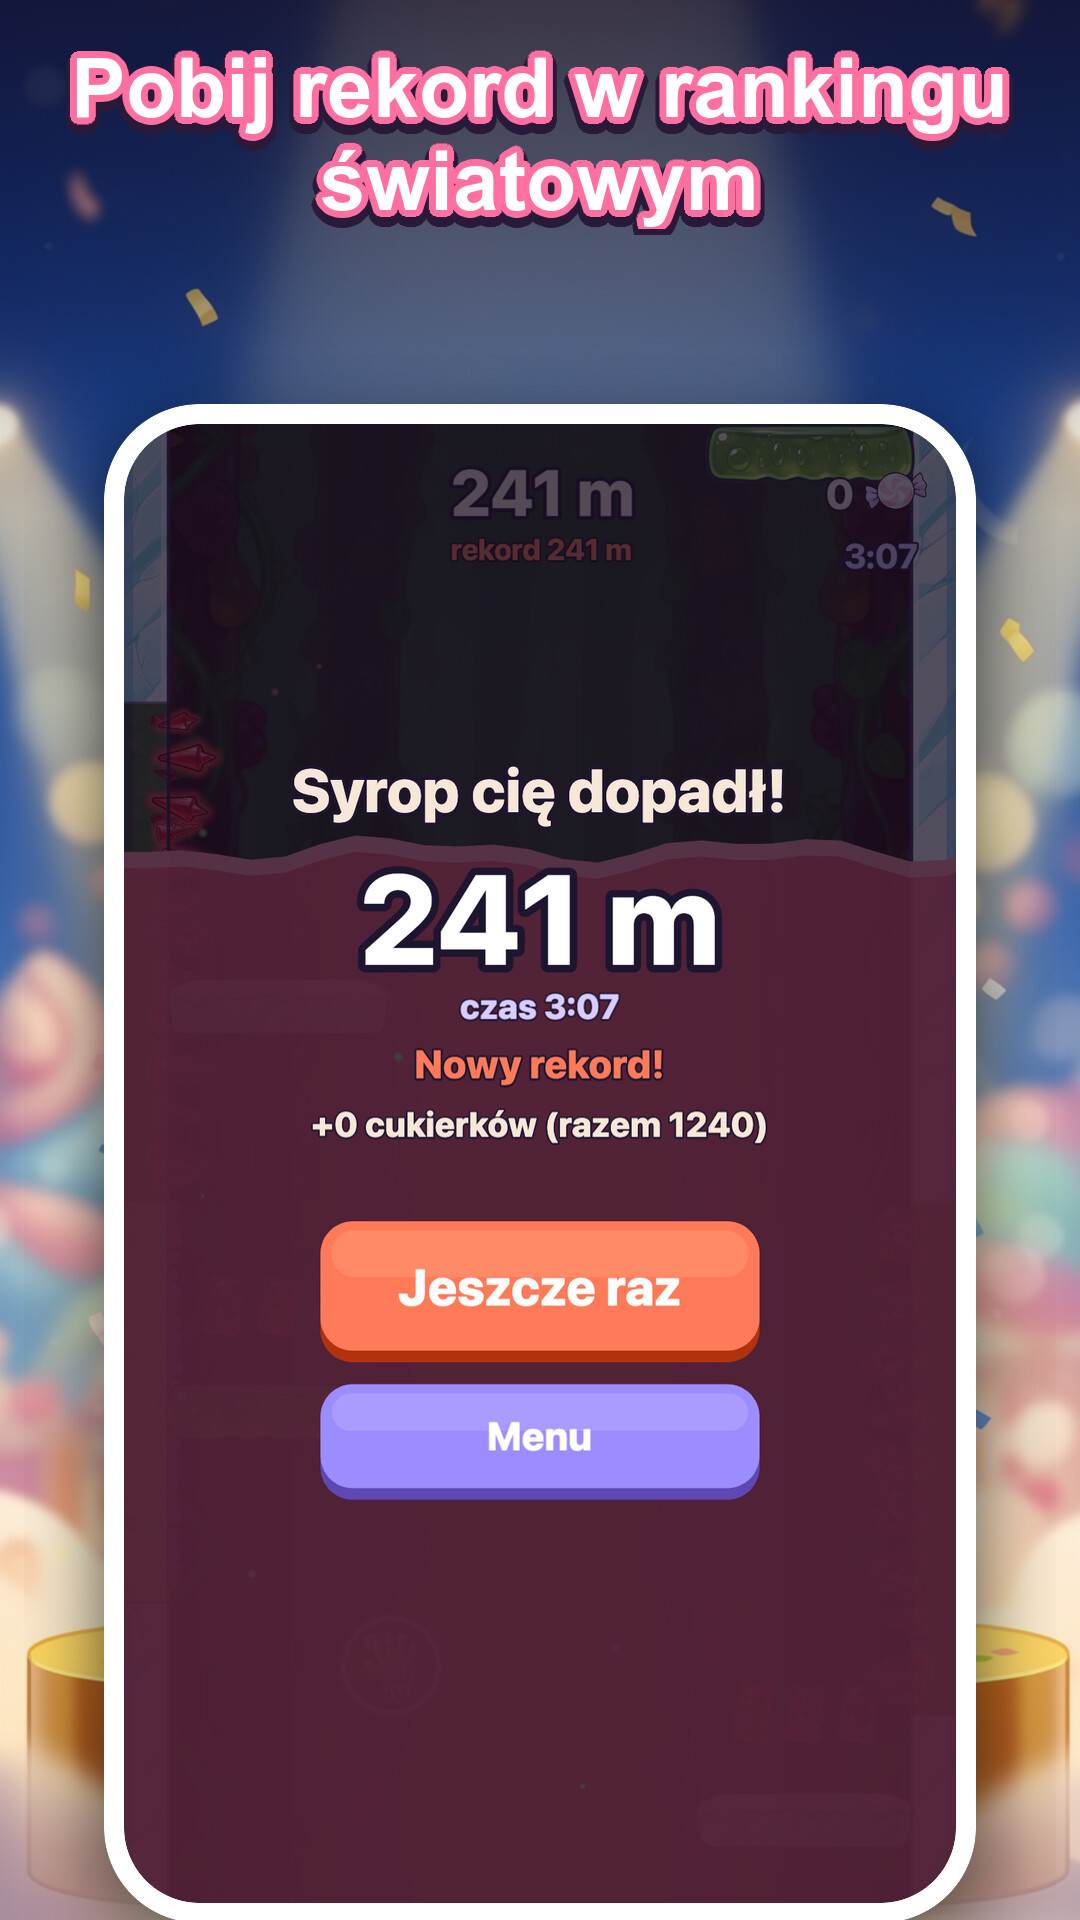 Pobij rekord w rankingu
światowym
241 m
0
rekord 241 m
3:07
Syrop cię dopadł!
241 m
czas 3:07
Nowy rekord!
+0 cukierków (razem 1240)
Jeszcze raz
Menu